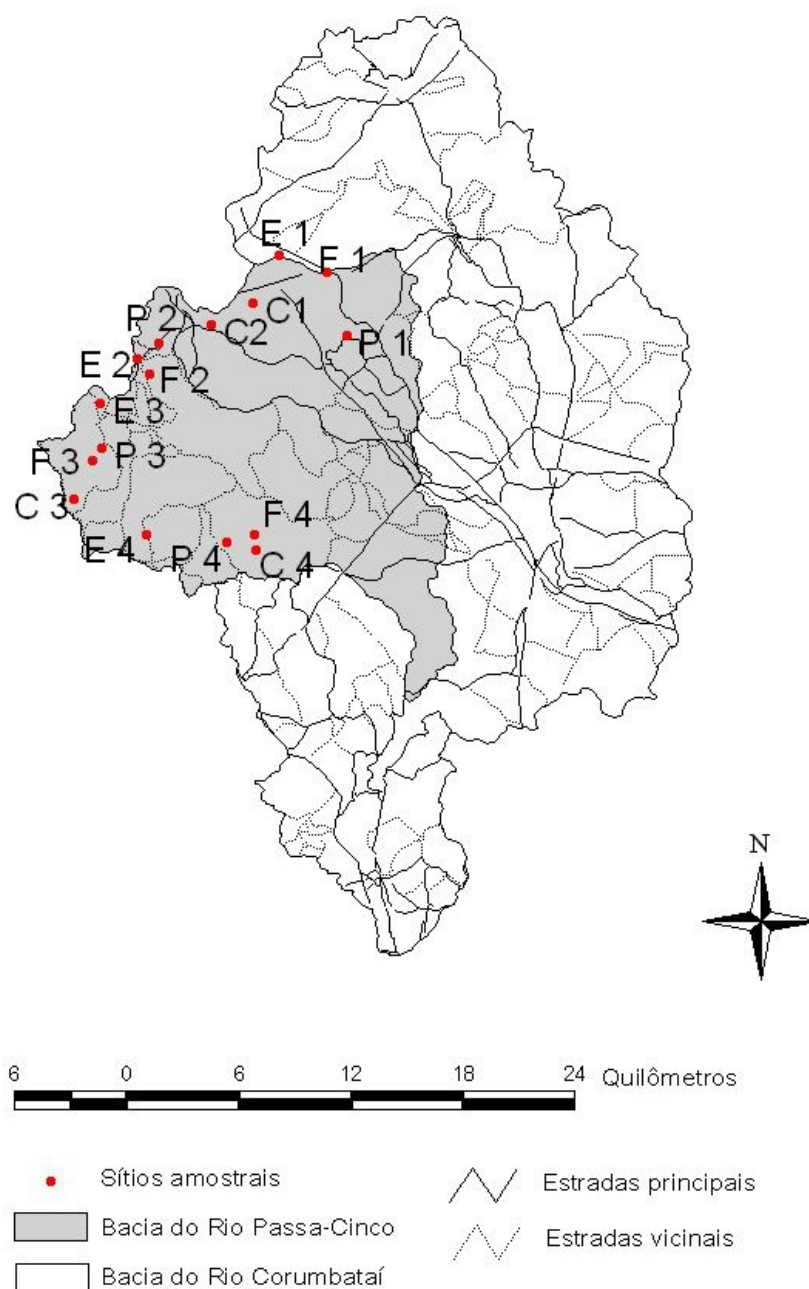 E 1
F 1
C1
P 2
C2
P 1
E 2
F 2
E 3
F 3
P 3
C 3
F 4
E 4
P 4
C 4
N
6 0 6 12 18 24 Quilômetros
Sítios amostrais
Estradas principais
Bacia do Rio Passa-Cinco
Estradas vicinais
Bacia do Rio Corumbataí